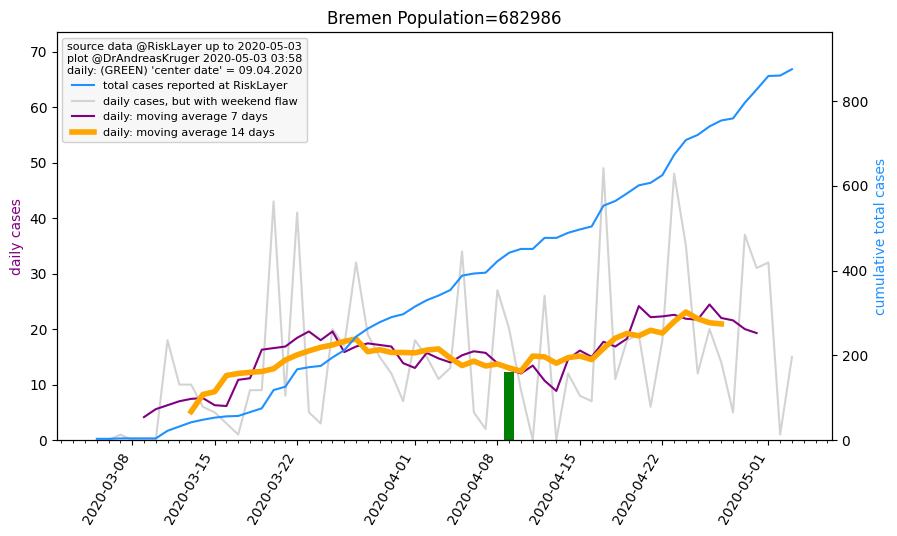 Bremen Population=682986
source data @RiskLayer up to 2020-05-03
plot @DrAndreasKruger 2020-05-03 03:58
daily: (GREEN) 'center date' = 09.04.2020
total cases reported at RiskLayer
daily cases, but with weekend flaw
daily: moving average 7 days
daily: moving average 14 days
70
60
50
40
30
20
10
0
daily cases
800
600
400
200
0
cumulative total cases
2020-03-08
2020-03-15
2020-03-22
2020-04-01
2020-04-08
2020-04-15
2020-04-22
2020-05-01